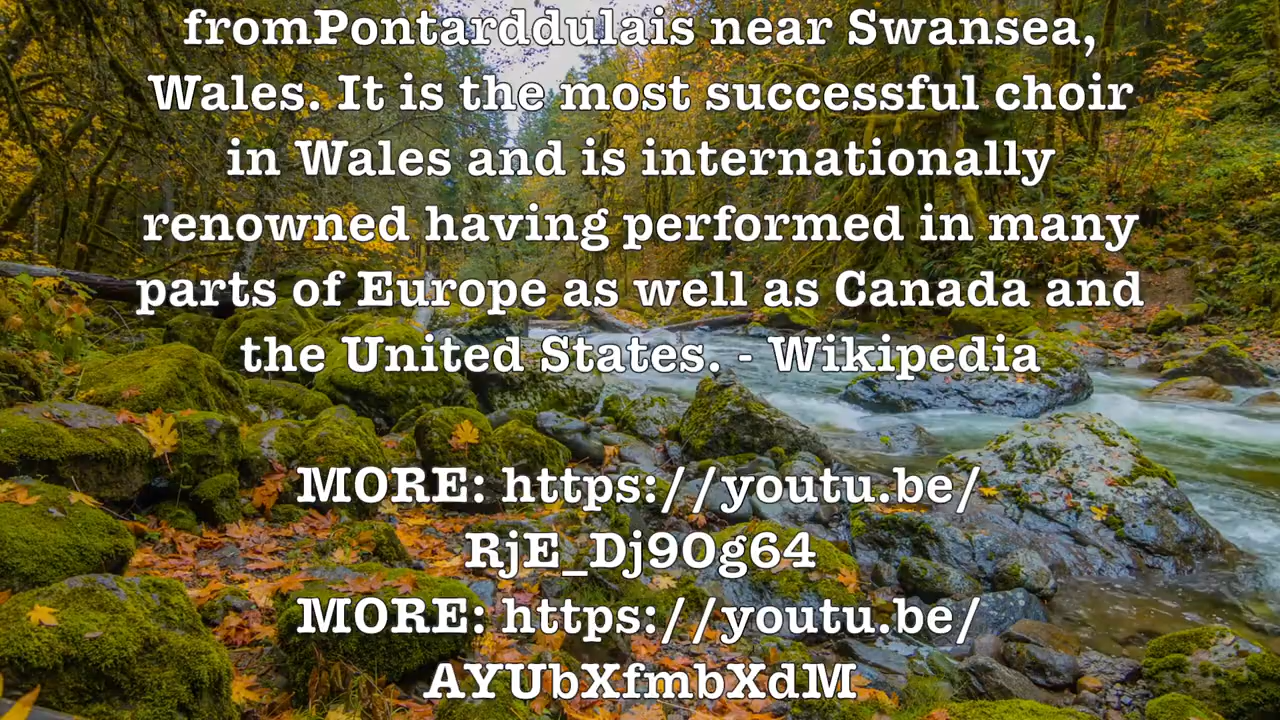 fromPontarddulais near Swansea,
Wales. It is the most successful choir
in Wales and is internationally
renowned having performed in many
parts of Europe as well as Canada and
the United States. - Wikipedia
MORE: https://youtu.be/
RjE_Dj9Og64
MORE: https://youtu.be/
AYUbXfmbXdM